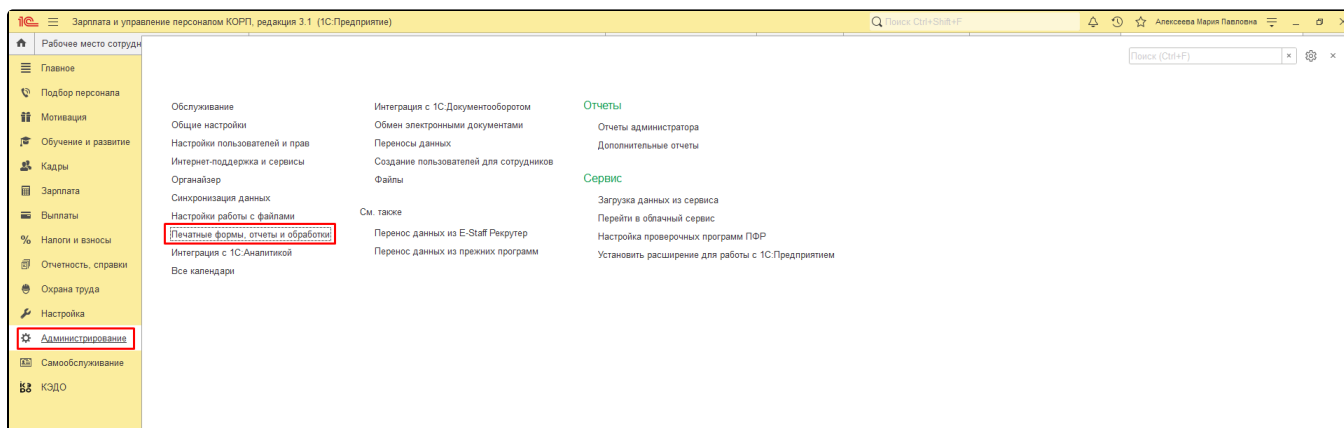 1С Зарплата и управление персоналом КОРП, редакция 3.1 (1С:Предприятие) Поиск Ctrl+Shift+F Алексеева Мария Павловна
Рабочее место сотрудн
Поиск (Ctrl+F)
Главное
Подбор персонала
Мотивация
Обучение и развитие
Кадры
Зарплата
Выплаты
Налоги и взносы
Отчетность, справки
Охрана труда
Настройка
Администрирование
Самообслуживание
КЭДО
Обслуживание
Общие настройки
Настройки пользователей и прав
Интернет-поддержка и сервисы
Органайзер
Синхронизация данных
Настройки работы с файлами
Печатные формы, отчеты и обработки
Интеграция с 1С:Аналитикой
Все календари
Интеграция с 1С:Документооборотом
Обмен электронными документами
Переносы данных
Создание пользователей для сотрудников
Файлы
См. также
Перенос данных из E-Staff Рекрутер
Перенос данных из прежних программ
Отчеты
Отчеты администратора
Дополнительные отчеты
Сервис
Загрузка данных из сервиса
Перейти в облачный сервис
Настройка проверочных программ ПФР
Установить расширение для работы с 1С:Предприятием